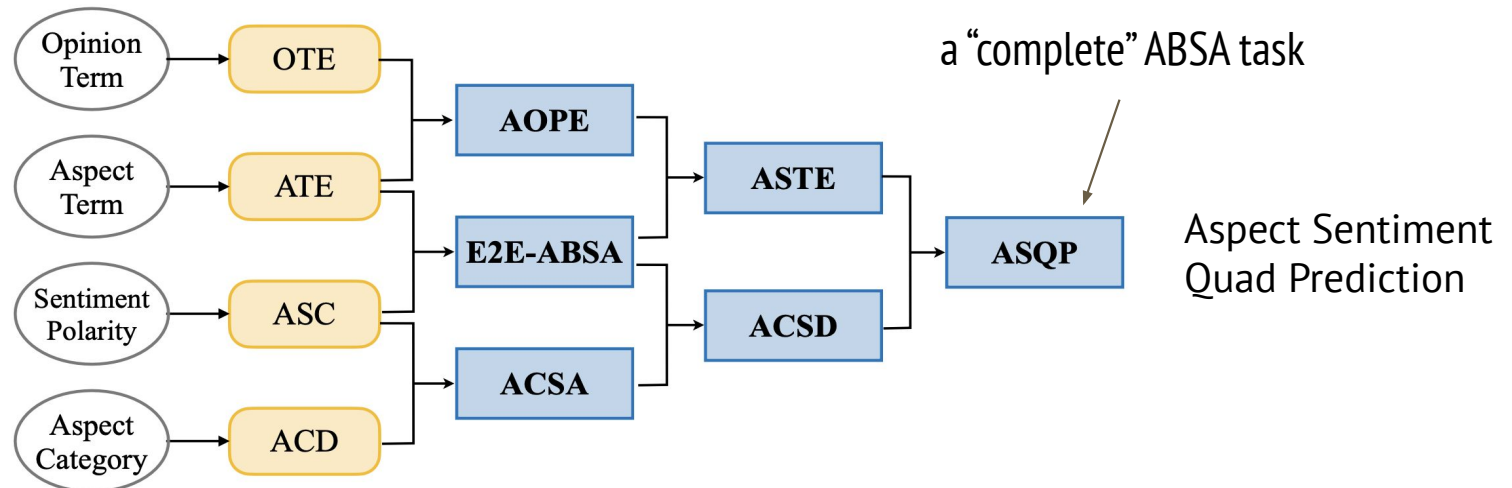 Opinion
Term
OTE
a “complete” ABSA task
AOPE
Aspect
Term
ATE
ASTE
E2E-ABSA
ASQP
Aspect Sentiment
Quad Prediction
Sentiment
Polarity
ASC
ACSD
ACSA
Aspect
Category
ACD